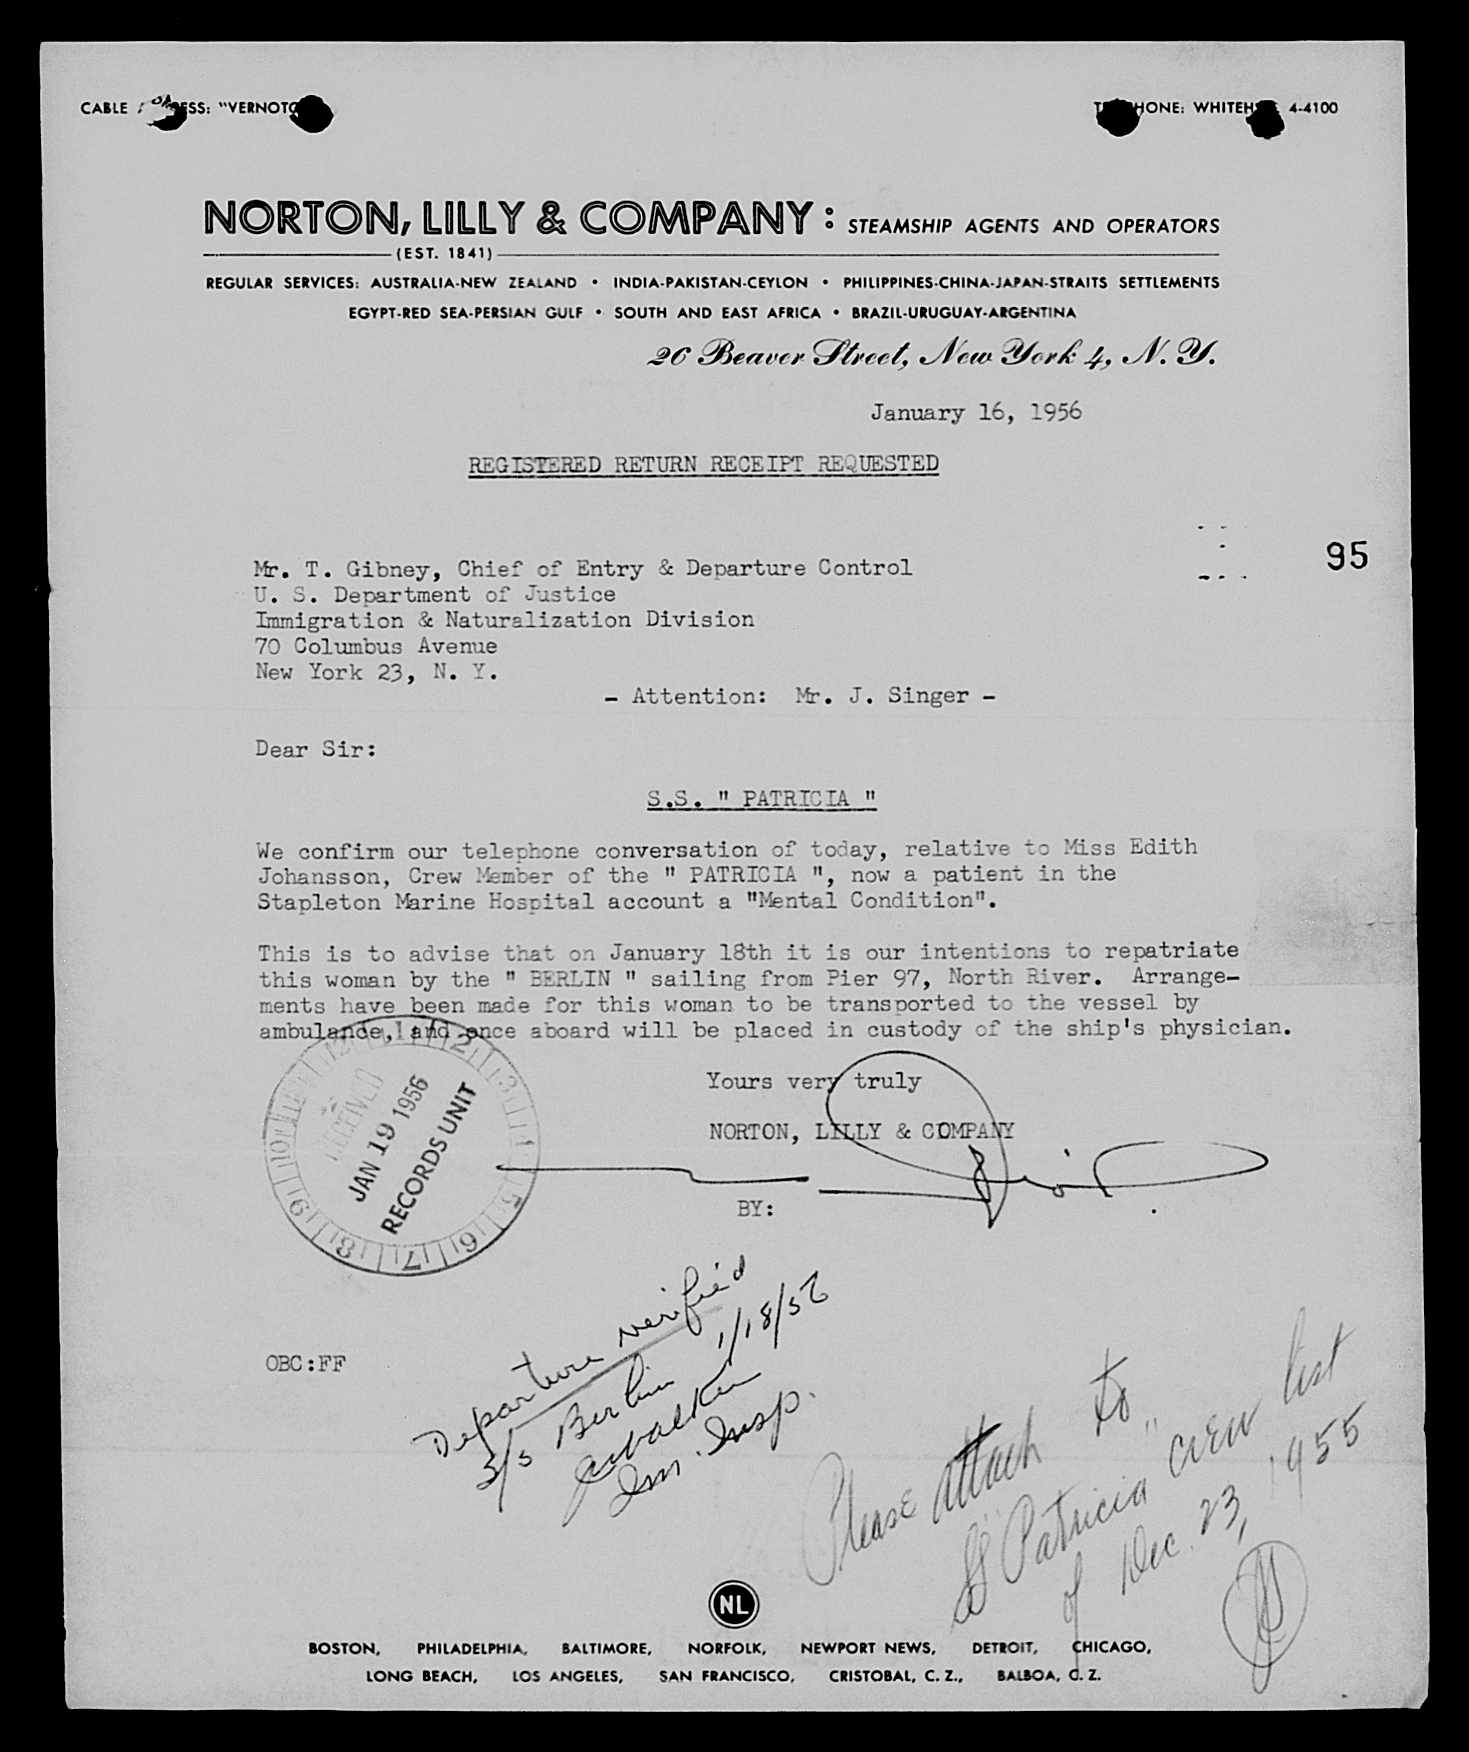 CABLE ADDRESS: "VERNOTON"
TELEPHONE: WHITEHALL 4-4100
NORTON, LILLY & COMPANY : STEAMSHIP AGENTS AND OPERATORS
(EST. 1841)
REGULAR SERVICES: AUSTRALIA-NEW ZEALAND • INDIA-PAKISTAN-CEYLON • PHILIPPINES-CHINA-JAPAN-STRAITS SETTLEMENTS
EGYPT-RED SEA-PERSIAN GULF • SOUTH AND EAST AFRICA • BRAZIL-URUGUAY-ARGENTINA
26 Beaver Street, New York 4, N. Y.
January 16, 1956
REGISTERED RETURN RECEIPT REQUESTED
95
Mr. T. Gibney, Chief of Entry & Departure Control
U. S. Department of Justice
Immigration & Naturalization Division
70 Columbus Avenue
New York 23, N. Y.
- Attention: Mr. J. Singer -
Dear Sir:
S.S. " PATRICIA "
We confirm our telephone conversation of today, relative to Miss Edith
Johansson, Crew Member of the " PATRICIA ", now a patient in the
Stapleton Marine Hospital account a "Mental Condition".
This is to advise that on January 18th it is our intentions to repatriate
this woman by the " BERLIN " sailing from Pier 97, North River. Arrange-
ments have been made for this woman to be transported to the vessel by
ambulande, and once aboard will be placed in custody of the ship's physician.
Yours very truly
NORTON, LILLY & COMPANY
BY:
RECEIVED
JAN 19 1956
RECORDS UNIT
OBC:FF
Departure verified
S/S Berlin 1/18/56
Im. Insp.
Please attach to
SS "Patricia" crew list
of Dec. 23, 1955
NL
BOSTON, PHILADELPHIA, BALTIMORE, NORFOLK, NEWPORT NEWS, DETROIT, CHICAGO,
LONG BEACH, LOS ANGELES, SAN FRANCISCO, CRISTOBAL, C. Z., BALBOA, C. Z.